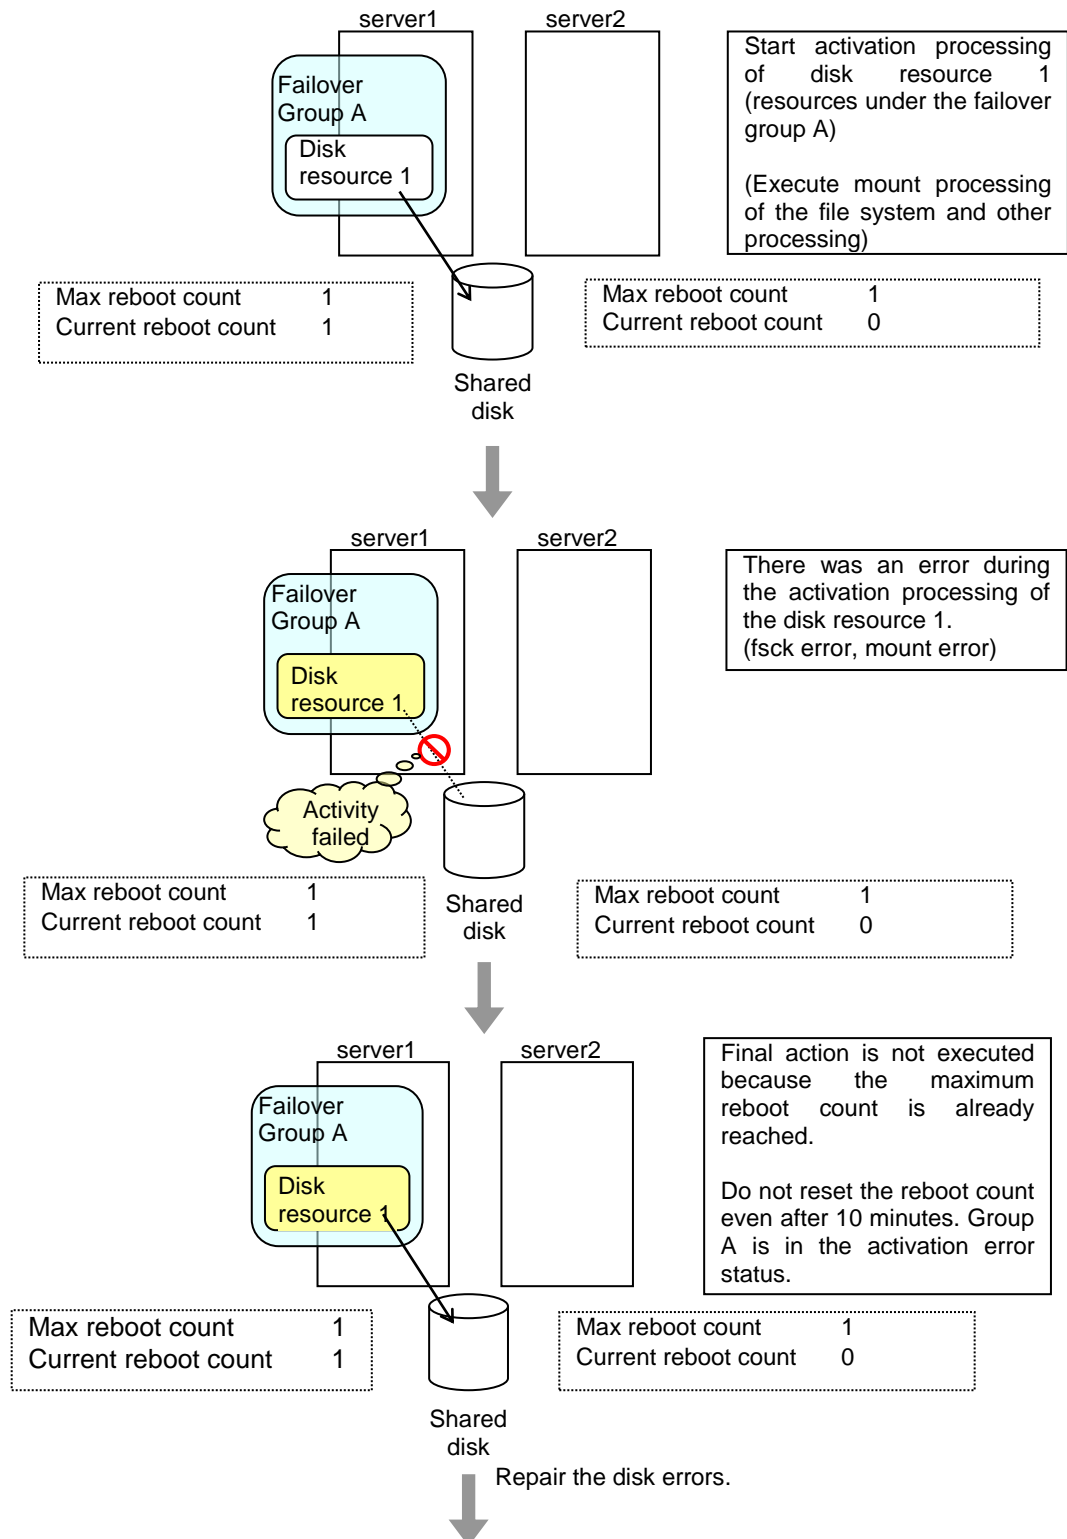 server1
server2
Failover
Group A
Disk
resource 1
Start activation processing
of disk resource 1
(resources under the failover
group A)
(Execute mount processing
of the file system and other
processing)
Max reboot count 1
Current reboot count 1
Max reboot count 1
Current reboot count 0
Shared
disk
server1
server2
Failover
Group A
Disk
resource 1
There was an error during
the activation processing of
the disk resource 1.
(fsck error, mount error)
Activity
failed
Max reboot count 1
Current reboot count 1
Max reboot count 1
Current reboot count 0
Shared
disk
server1
server2
Failover
Group A
Disk
resource 1
Final action is not executed
because the maximum
reboot count is already
reached.
Do not reset the reboot count
even after 10 minutes. Group
A is in the activation error
status.
Max reboot count 1
Current reboot count 1
Max reboot count 1
Current reboot count 0
Shared
disk
Repair the disk errors.